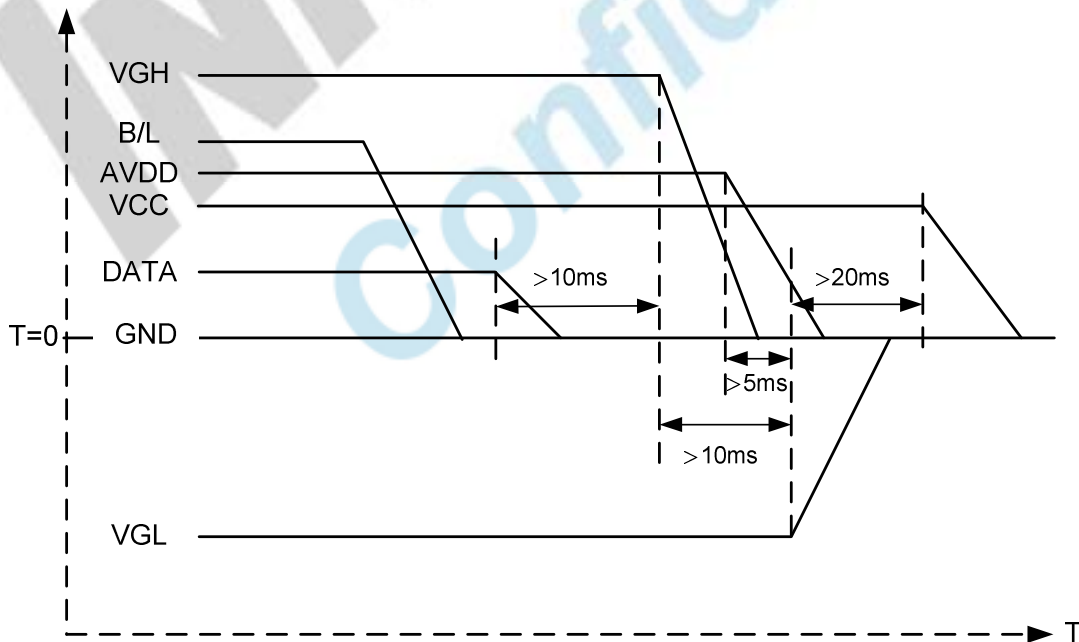 VGH
B/L
AVDD
VCC
DATA
>10ms
>20ms
T=0
GND
>5ms
>10ms
VGL
T